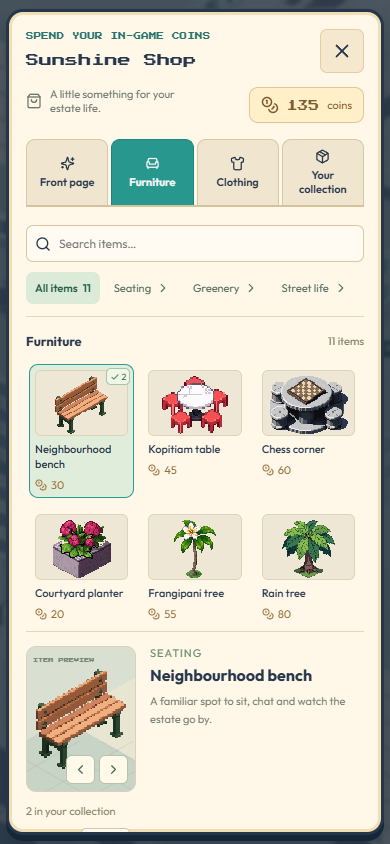 SPEND YOUR IN-GAME COINS
Sunshine Shop
A little something for your
estate life.
135 coins
Front page
Furniture
Clothing
Your
collection
Search items...
All items 11
Seating
Greenery
Street life
Furniture
11 items
2
Neighbourhood
bench
30
Kopitiam table
45
Chess corner
60
Courtyard planter
20
Frangipani tree
55
Rain tree
80
ITEM PREVIEW
SEATING
Neighbourhood bench
A familiar spot to sit, chat and watch the
estate go by.
2 in your collection